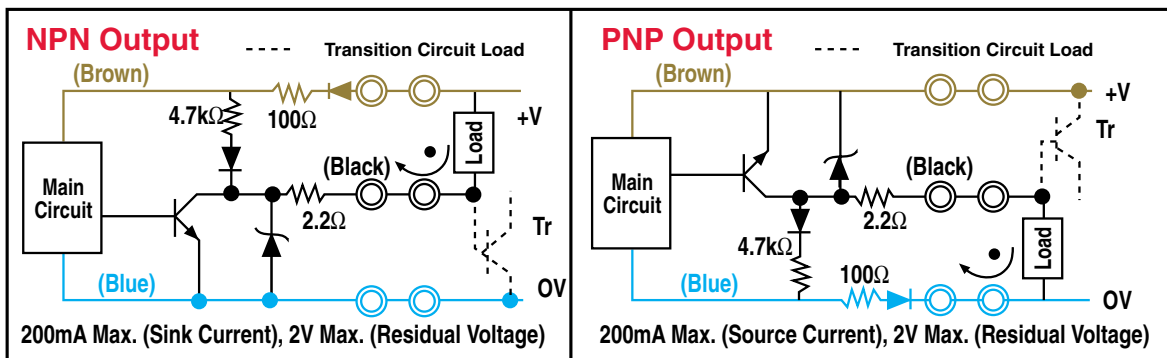 NPN Output
Transition Circuit Load
(Brown)
4.7kΩ
100Ω
+V
Load
(Black)
Main
Circuit
2.2Ω
Tr
(Blue)
OV
200mA Max. (Sink Current), 2V Max. (Residual Voltage)
PNP Output
Transition Circuit Load
(Brown)
+V
Tr
(Black)
Main
Circuit
2.2Ω
4.7kΩ
Load
(Blue)
100Ω
OV
200mA Max. (Source Current), 2V Max. (Residual Voltage)